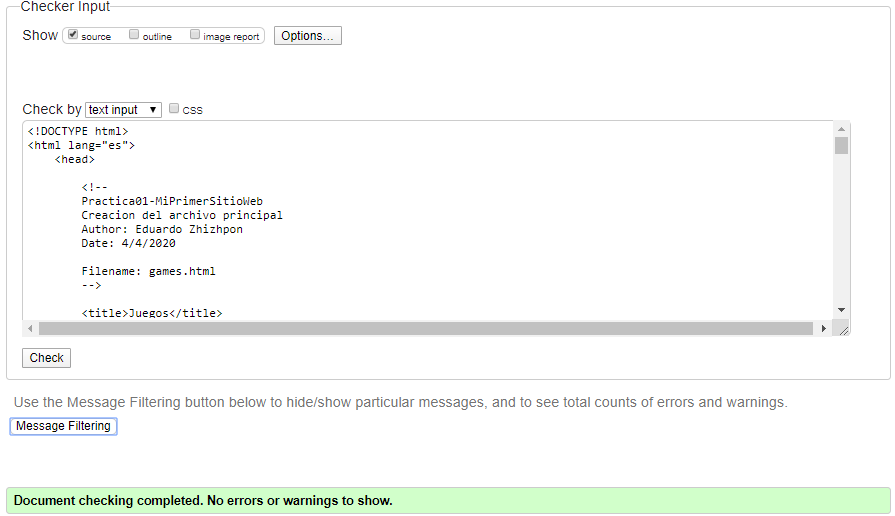 Checker Input
Show source outline image report Options...
Check by text input CSS
<!DOCTYPE html>
<html lang="es">
<head>
<!--
Practica01-MiPrimerSitioWeb
Creacion del archivo principal
Author: Eduardo Zhizhpon
Date: 4/4/2020
Filename: games.html
-->
<title>Juegos</title>
Check
Use the Message Filtering button below to hide/show particular messages, and to see total counts of errors and warnings.
Message Filtering
Document checking completed. No errors or warnings to show.